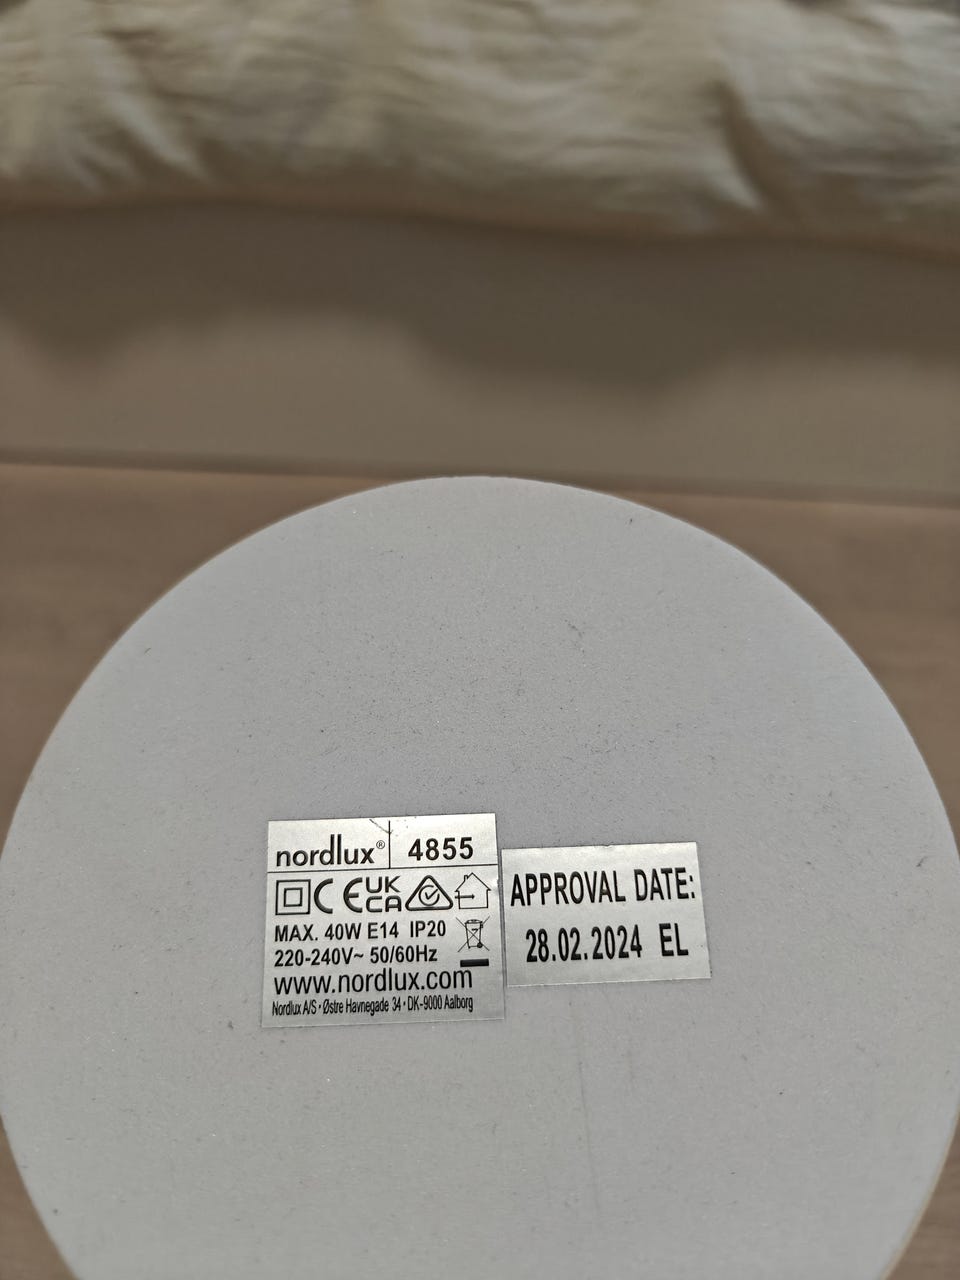 nordlux® 4855
CE UK CA
MAX. 40W E14 IP20
220-240V~ 50/60Hz
www.nordlux.com
Nordlux A/S · Østre Havnegade 34 · DK-9000 Aalborg
APPROVAL DATE:
28.02.2024 EL